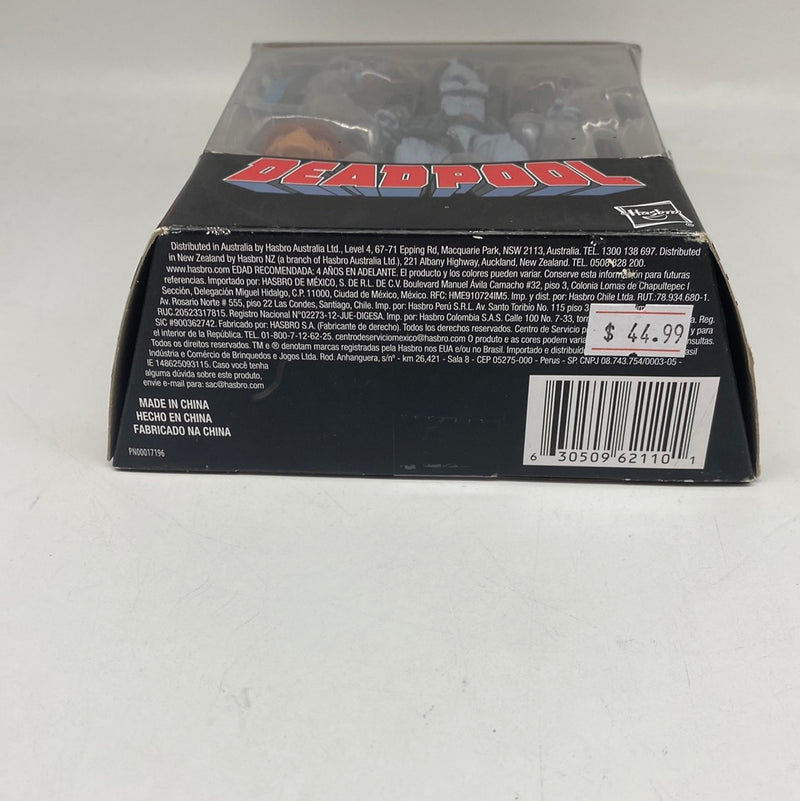 DEADPOOL
Hasbro
Distributed in Australia by Hasbro Australia Ltd., Level 4, 67-71 Epping Rd, Macquarie Park, NSW 2113, Australia. TEL. 1300 138 697. Distributed
in New Zealand by Hasbro NZ (a branch of Hasbro Australia Ltd.), 221 Albany Highway, Auckland, New Zealand. TEL. 0508 828 200.
www.hasbro.com EDAD RECOMENDADA: 4 AÑOS EN ADELANTE. El producto y los colores pueden variar. Conserve esta información para futuras
referencias. Importado por: HASBRO DE MÉXICO, S. DE R.L. DE C.V. Boulevard Manuel Ávila Camacho #32, piso 3, Colonia Lomas de Chapultepec I
Sección, Delegación Miguel Hidalgo, C.P. 11000, Ciudad de México, México. RFC: HME910724IM5. Imp. y dist. por: Hasbro Chile Ltda. RUT.:78.934.680-1.
Av. Rosario Norte # 555, piso 22 Las Condes, Santiago, Chile. Imp. por: Hasbro Perú S.R.L. Av. Santo Toribio No. 115 piso
RUC.20523317815. Registro Nacional N°02273-12-JUE-DIGESA. Imp. por: Hasbro Colombia S.A.S. Calle 100 No. 7-33, Reg.
SIC #900362742. Fabricado por: HASBRO S.A. (Fabricante de derecho). Todos los derechos reservados. Centro de Servicio y para
el interior de la República. TEL. 01-800-7-12-62-25. centrodeserviciomexico@hasbro.com O produto e as cores podem
Todos os direitos reservados. TM e ® denotam marcas registradas pela Hasbro nos EUA e/ou no Brasil. Importado e
Indústria e Comércio de Brinquedos e Jogos Ltda. Rod. Anhanguera, s/nº - km 26,421 - Sala 8 - CEP 05275-000 - Perus - SP. CNPJ 08.743.754/0003-05 -
IE 148625093115. Caso você tenha
alguma dúvida sobre este produto,
envie e-mail para: sac@hasbro.com
$ 44.99
MADE IN CHINA
HECHO EN CHINA
FABRICADO NA CHINA
PN00017196
6 30509 62110 1